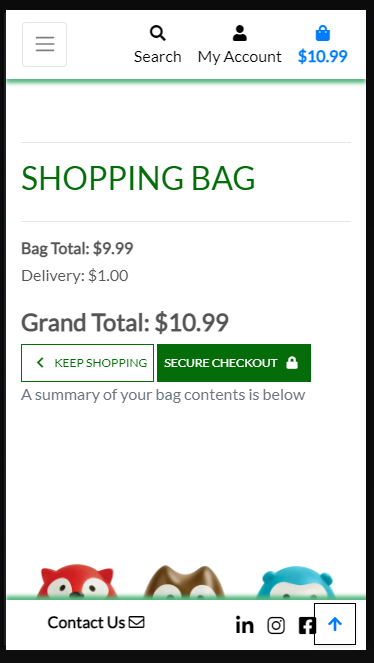 Search
My Account
$10.99
SHOPPING BAG
Bag Total: $9.99
Delivery: $1.00
Grand Total: $10.99
KEEP SHOPPING
SECURE CHECKOUT
A summary of your bag contents is below
Contact Us